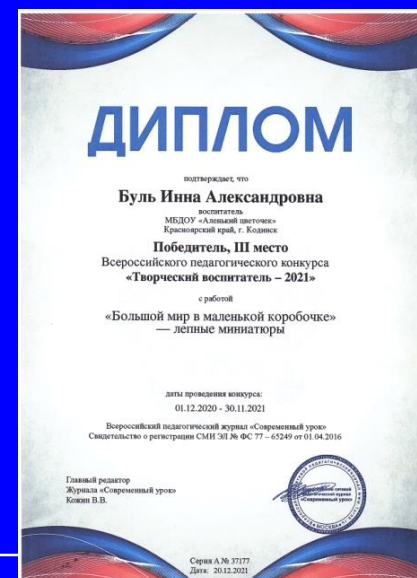 ДИПЛОМ
подтверждает, что
Буль Инна Александровна
воспитатель
МБДОУ «Аленький цветочек»
Красноярский край, г. Кодинск
Победитель, III место
Всероссийского педагогического конкурса
«Творческий воспитатель – 2021»
с работой
«Большой мир в маленькой коробочке»
— лепные миниатюры
даты проведения конкурса:
01.12.2020 - 30.11.2021
Всероссийский педагогический журнал «Современный урок»
Свидетельство о регистрации СМИ ЭЛ № ФС 77 – 65249 от 01.04.2016
Главный редактор
Журнала «Современный урок»
Кожин В.В.
«Современный урок»
МОСКВА
Серия А № 37177
Дата: 20.12.2021